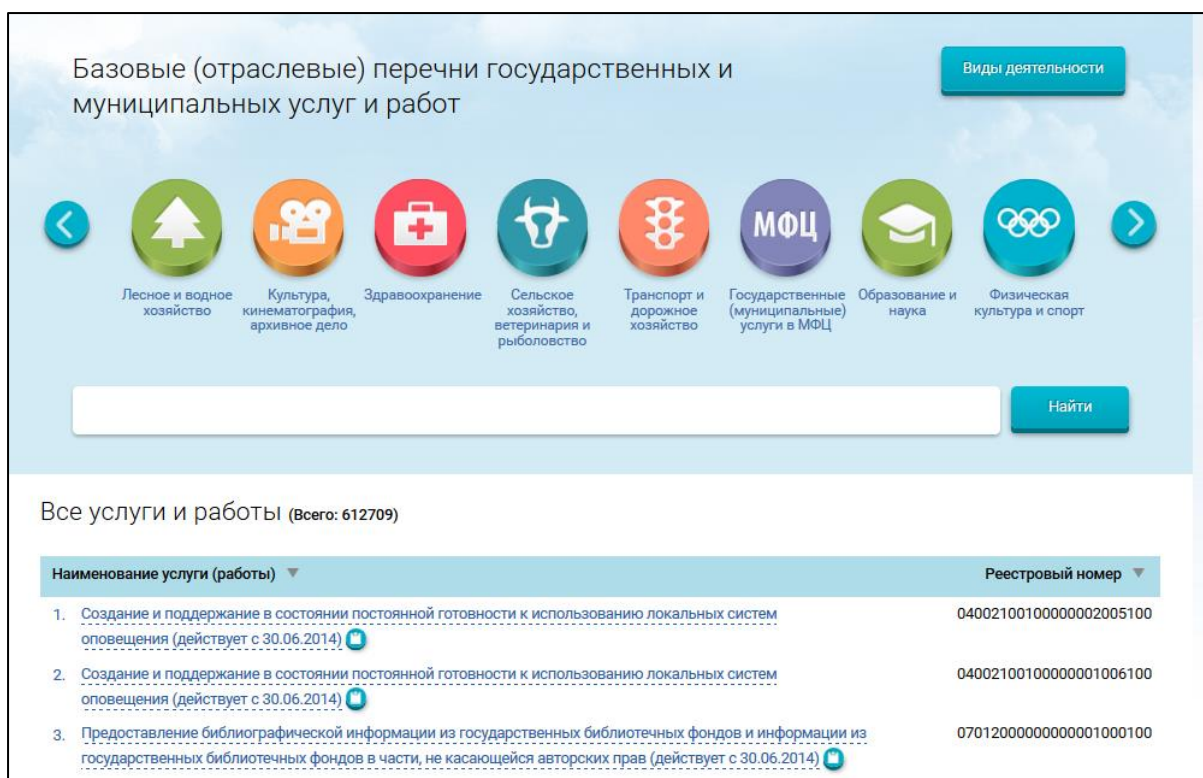 Базовые (отраслевые) перечни государственных и
муниципальных услуг и работ
Виды деятельности
МФЦ
Лесное и водное
хозяйство
Культура,
кинематография,
архивное дело
Здравоохранение
Сельское
хозяйство,
ветеринария и
рыболовство
Транспорт и
дорожное
хозяйство
Государственные
(муниципальные)
услуги в МФЦ
Образование и
наука
Физическая
культура и спорт
Найти
Все услуги и работы (Всего: 612709)
Наименование услуги (работы) Реестровый номер
1. Создание и поддержание в состоянии постоянной готовности к использованию локальных систем 04002100100000002005100
оповещения (действует с 30.06.2014)
2. Создание и поддержание в состоянии постоянной готовности к использованию локальных систем 04002100100000001006100
оповещения (действует с 30.06.2014)
3. Предоставление библиографической информации из государственных библиотечных фондов и информации из 07012000000000001000100
государственных библиотечных фондов в части, не касающейся авторских прав (действует с 30.06.2014)